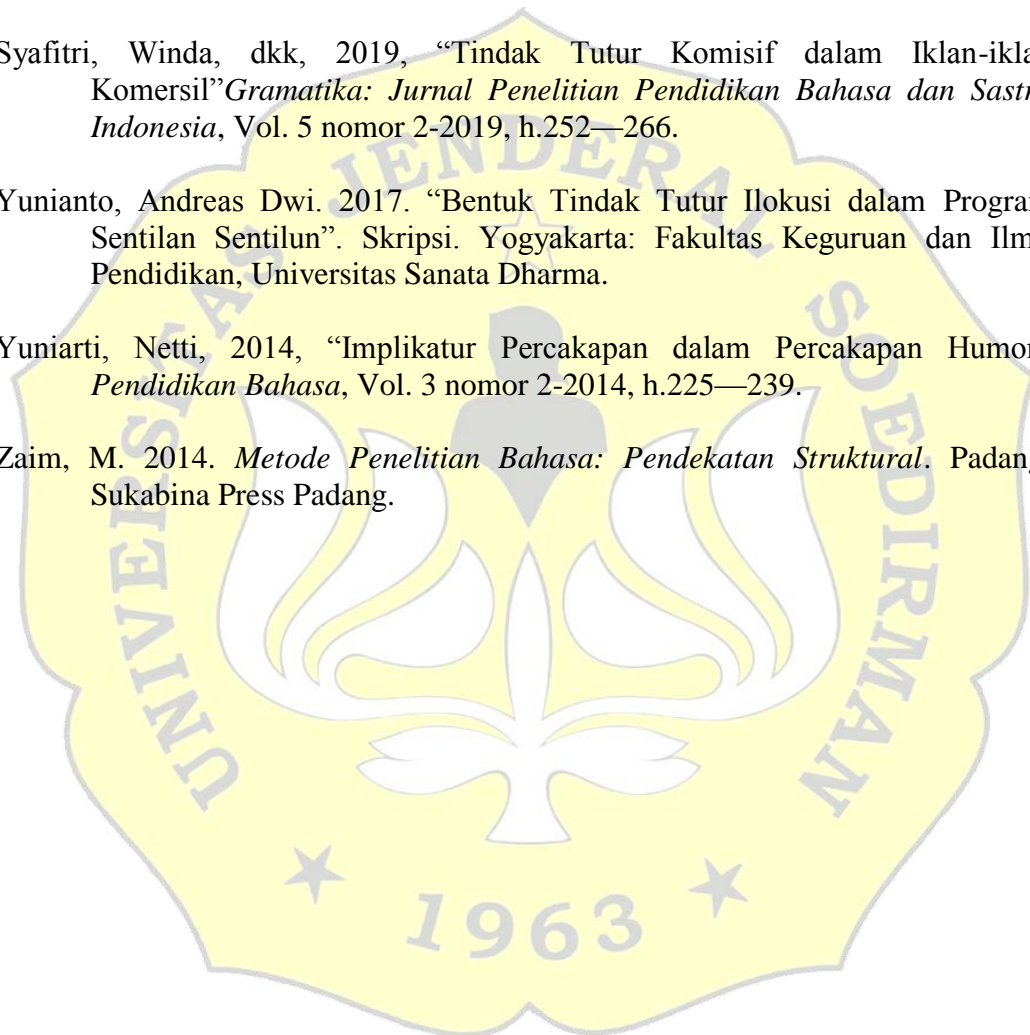 Syafitri, Winda, dkk, 2019, “Tindak Tutur Komisif dalam Iklan-ikla
Komersil”Gramatika: Jurnal Penelitian Pendidikan Bahasa dan Sastr
Indonesia, Vol. 5 nomor 2-2019, h.252—266.
Yunianto, Andreas Dwi. 2017. “Bentuk Tindak Tutur Ilokusi dalam Progra
Sentilan Sentilun”. Skripsi. Yogyakarta: Fakultas Keguruan dan Ilm
Pendidikan, Universitas Sanata Dharma.
Yuniarti, Netti, 2014, “Implikatur Percakapan dalam Percakapan Humor
Pendidikan Bahasa, Vol. 3 nomor 2-2014, h.225—239.
Zaim, M. 2014. Metode Penelitian Bahasa: Pendekatan Struktural. Padang
Sukabina Press Padang.
UNIVERSITAS JENDERAL SOEDIRMAN
1963